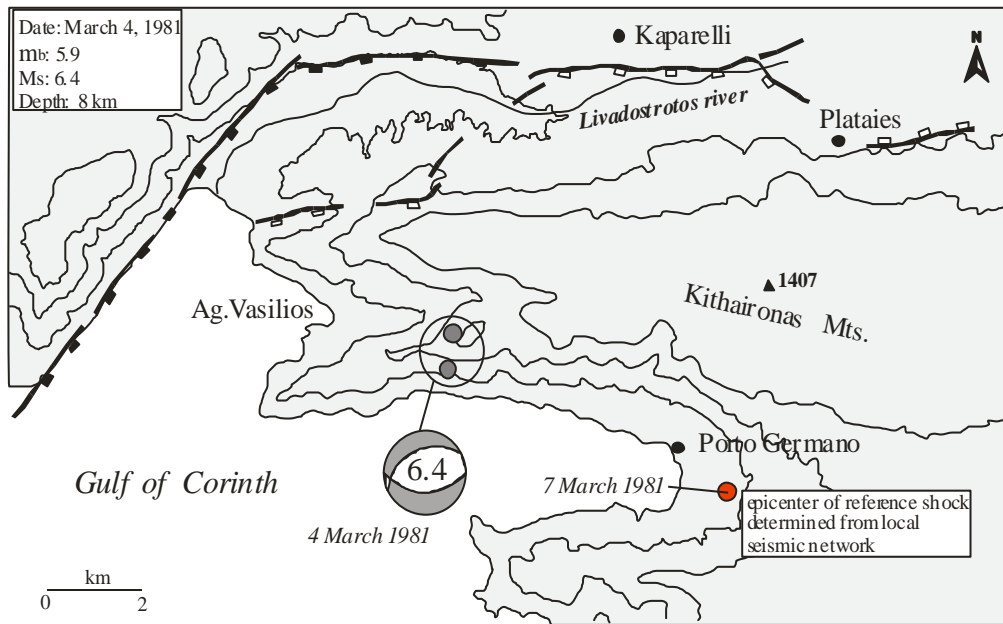 Date: March 4, 1981
mb: 5.9
Ms: 6.4
Depth: 8 km
N
Kaparelli
Livadostrotos river
Plataies
1407
Kithaironas Mts.
Ag.Vasilios
Porto Germano
6.4
Gulf of Corinth
7 March 1981
epicenter of reference shock
determined from local
seismic network
4 March 1981
km
0 2